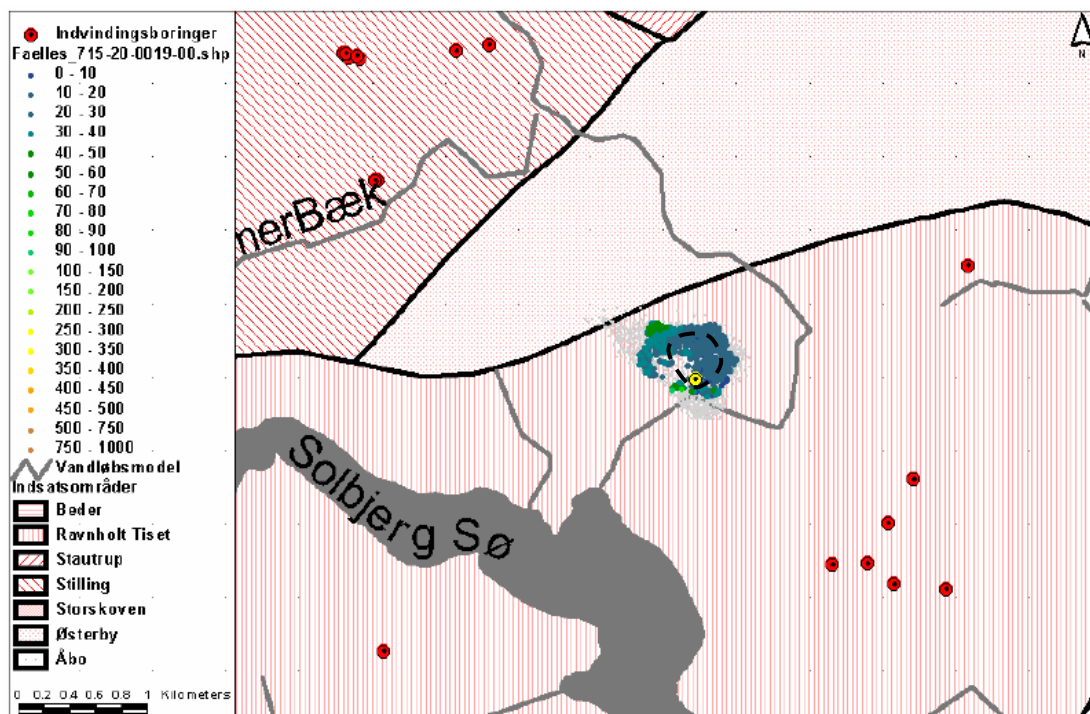 Indvindingsboringer
Faelles_715-20-0019-00.shp
0 - 10
10 - 20
20 - 30
30 - 40
40 - 50
50 - 60
60 - 70
70 - 80
80 - 90
90 - 100
100 - 150
150 - 200
200 - 250
250 - 300
300 - 350
350 - 400
400 - 450
450 - 500
500 - 750
750 - 1000
Vandløbsmodel
Indsatsområder
Beder
Ravnholt Tiset
Stautrup
Stilling
Storskoven
Østerby
Åbo
0 0.2 0.4 0.6 0.8 1 Kilometers
N
nerBæk
Solbjerg Sø